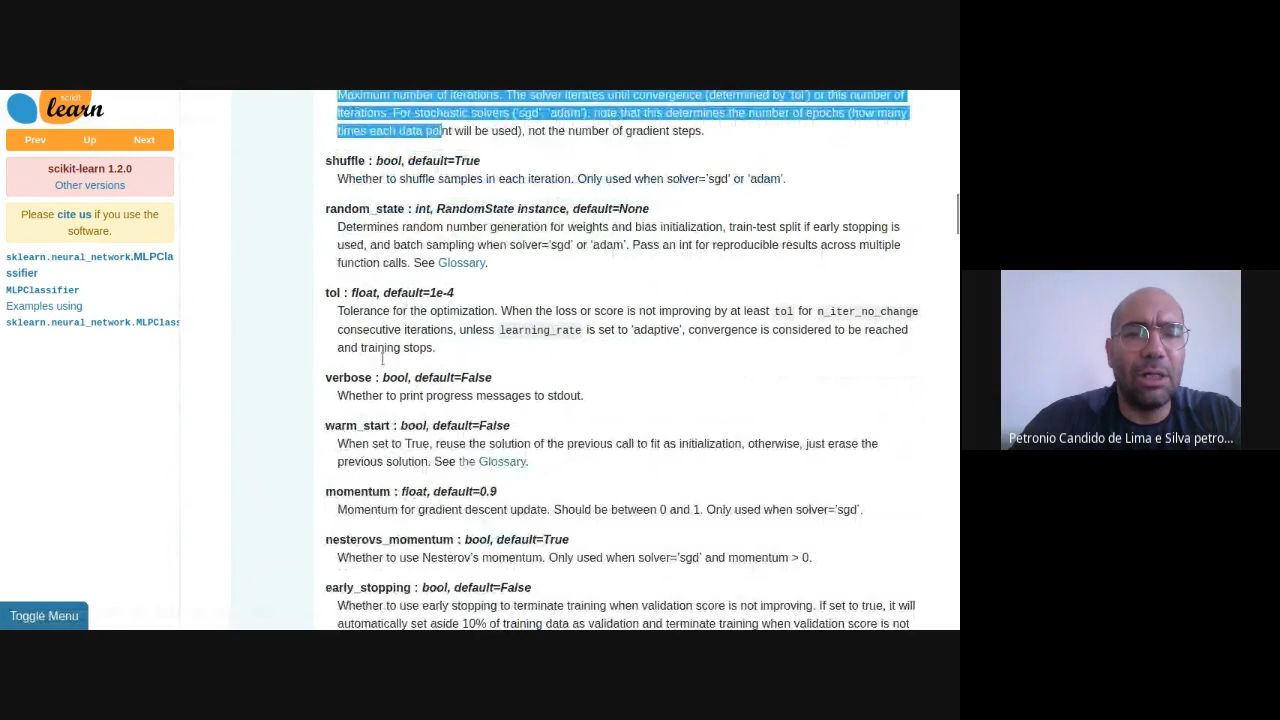 scikit
learn
Prev Up Next
scikit-learn 1.2.0
Other versions
Please cite us if you use the
software.
sklearn.neural_network.MLPCla
ssifier
MLPClassifier
Examples using
sklearn.neural_network.MLPClass
Toggle Menu
Maximum number of iterations. The solver iterates until convergence (determined by 'tol') or this number of
iterations. For stochastic solvers ('sgd', 'adam'), note that this determines the number of epochs (how many
times each data point will be used), not the number of gradient steps.
shuffle : bool, default=True
Whether to shuffle samples in each iteration. Only used when solver='sgd' or 'adam'.
random_state : int, RandomState instance, default=None
Determines random number generation for weights and bias initialization, train-test split if early stopping is
used, and batch sampling when solver='sgd' or 'adam'. Pass an int for reproducible results across multiple
function calls. See Glossary.
tol : float, default=1e-4
Tolerance for the optimization. When the loss or score is not improving by at least tol for n_iter_no_change
consecutive iterations, unless learning_rate is set to 'adaptive', convergence is considered to be reached
and training stops.
verbose : bool, default=False
Whether to print progress messages to stdout.
warm_start : bool, default=False
When set to True, reuse the solution of the previous call to fit as initialization, otherwise, just erase the
previous solution. See the Glossary.
momentum : float, default=0.9
Momentum for gradient descent update. Should be between 0 and 1. Only used when solver='sgd'.
nesterovs_momentum : bool, default=True
Whether to use Nesterov's momentum. Only used when solver='sgd' and momentum > 0.
early_stopping : bool, default=False
Whether to use early stopping to terminate training when validation score is not improving. If set to true, it will
automatically set aside 10% of training data as validation and terminate training when validation score is not
Petronio Candido de Lima e Silva petro...